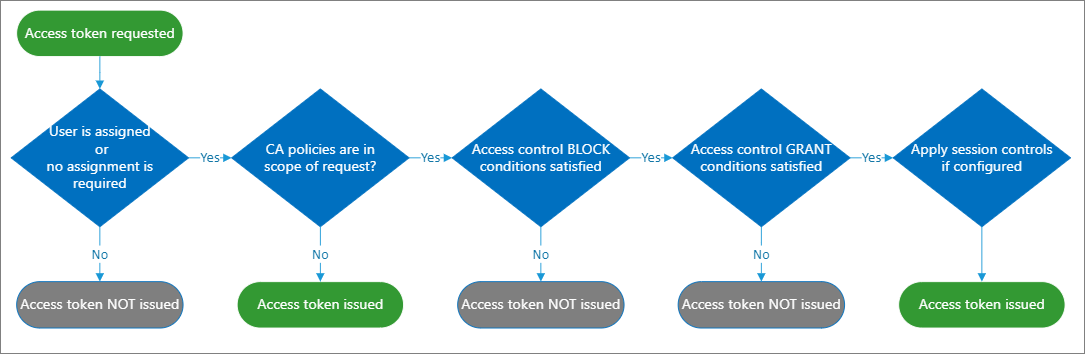 Access token requested
User is assigned
or
no assignment is
required
Yes
CA policies are in
scope of request?
Yes
Access control BLOCK
conditions satisfied
Yes
Access control GRANT
conditions satisfied
Yes
Apply session controls
if configured
No
No
No
No
Access token NOT issued
Access token issued
Access token NOT issued
Access token NOT issued
Access token issued